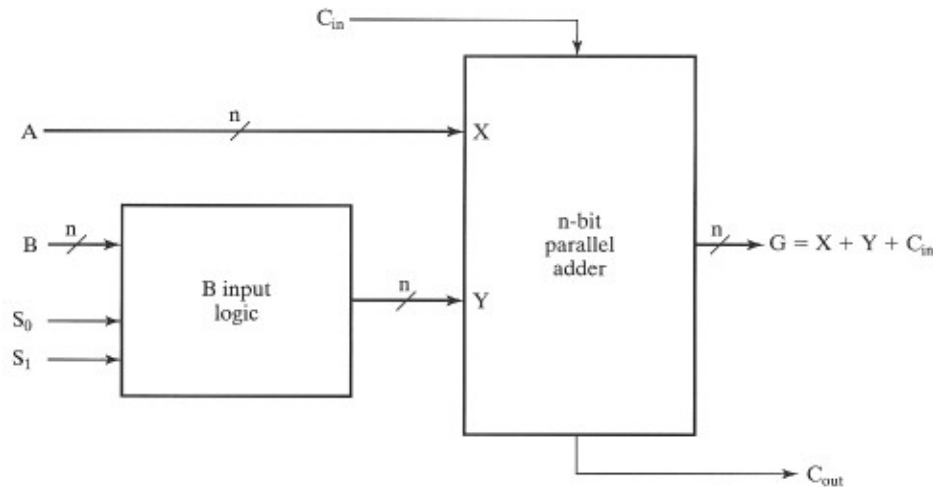 C_in
n
A
X
n-bit
parallel
adder
n
G = X + Y + C_in
n
B
B input
logic
n
Y
S_0
S_1
C_out